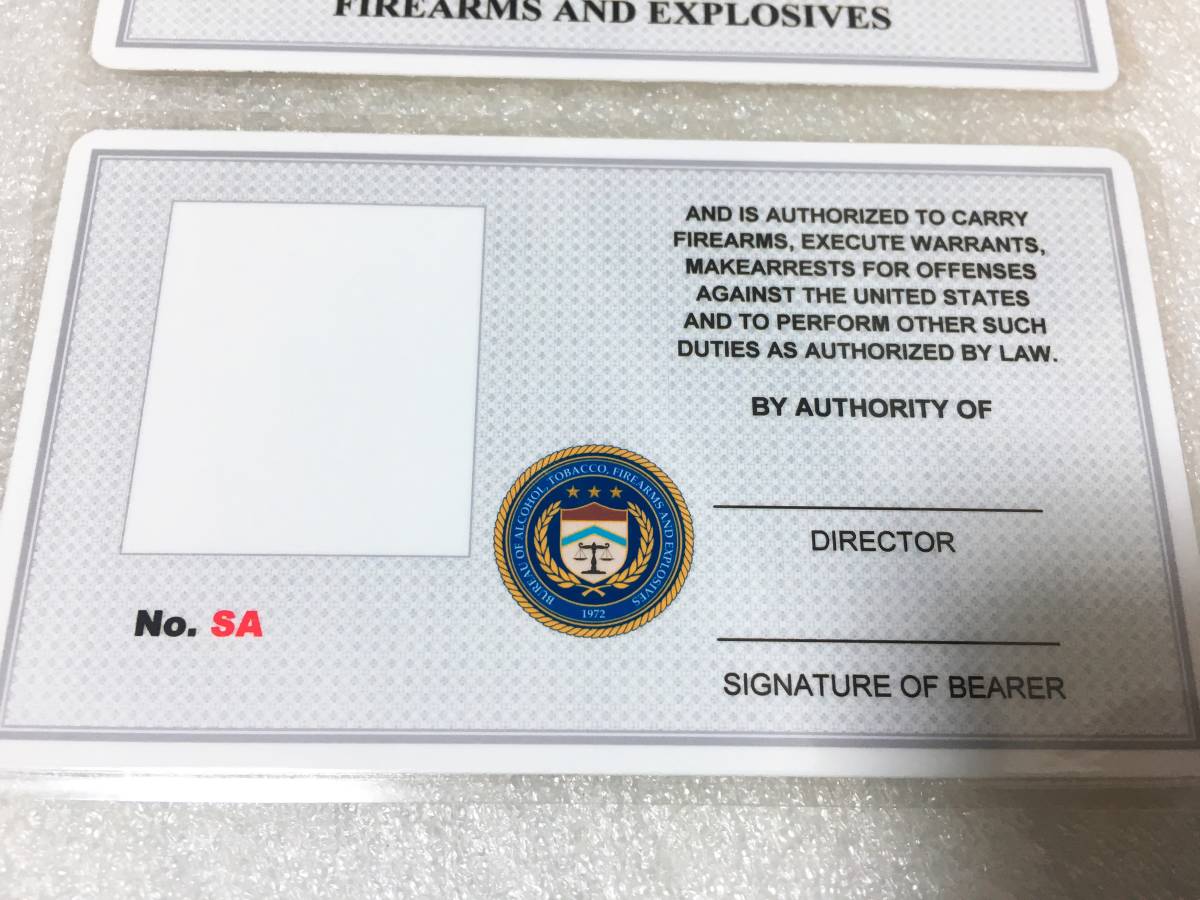 FIREARMS AND EXPLOSIVES
AND IS AUTHORIZED TO CARRY
FIREARMS, EXECUTE WARRANTS,
MAKEARRESTS FOR OFFENSES
AGAINST THE UNITED STATES
AND TO PERFORM OTHER SUCH
DUTIES AS AUTHORIZED BY LAW.
BY AUTHORITY OF
DIRECTOR
SIGNATURE OF BEARER
BUREAU OF ALCOHOL, TOBACCO, FIREARMS AND EXPLOSIVES
1972
No. SA